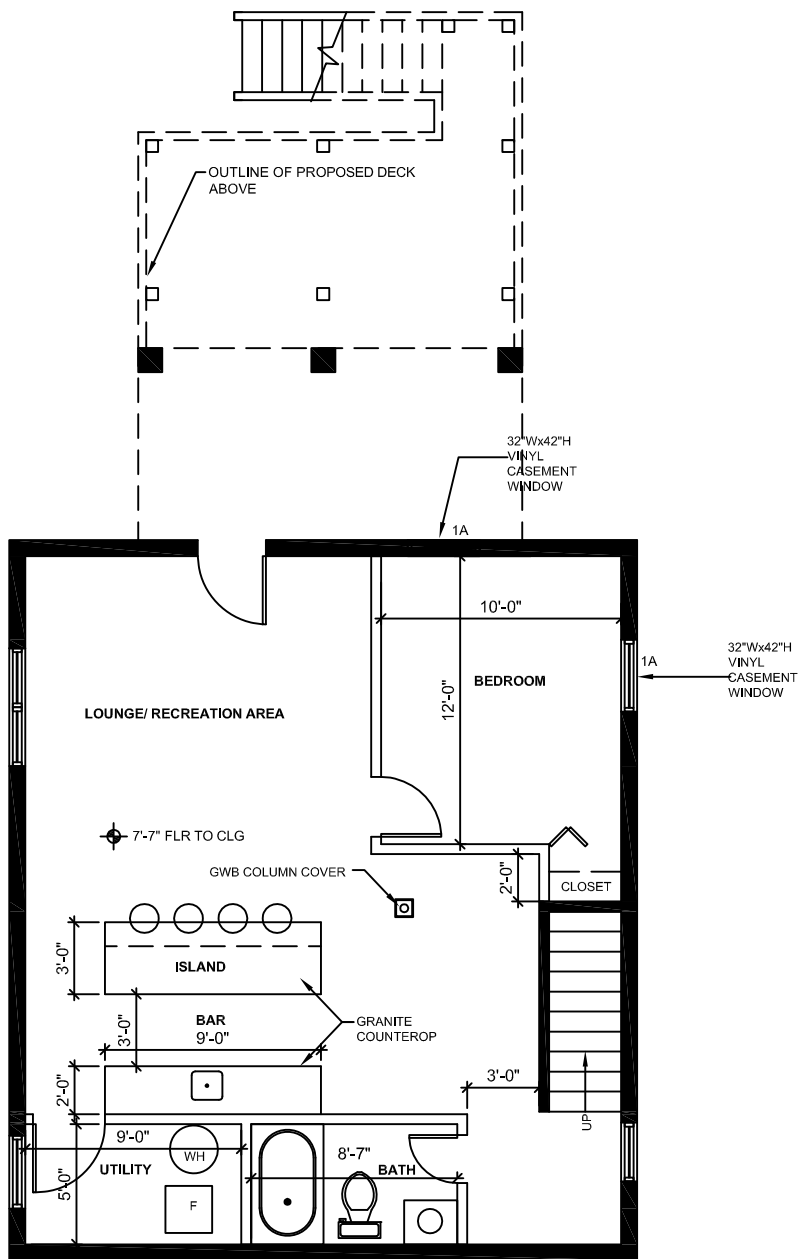 OUTLINE OF PROPOSED DECK
ABOVE
32"Wx42"H
VINYL
CASEMENT
WINDOW
1A
10'-0"
32"Wx42"H
VINYL
CASEMENT
WINDOW
1A
BEDROOM
12'-0"
LOUNGE/ RECREATION AREA
7'-7" FLR TO CLG
GWB COLUMN COVER
2'-0"
CLOSET
3'-0"
ISLAND
BAR
3'-0"
9'-0"
GRANITE
COUNTEROP
2'-0"
3'-0"
UP
9'-0"
WH
UTILITY
5'-0"
F
8'-7"
BATH